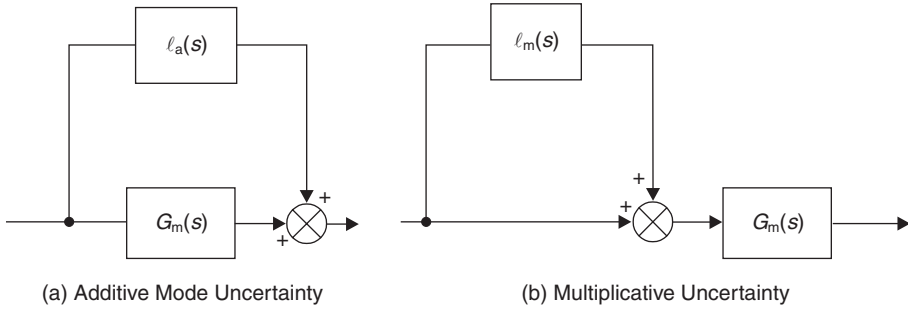 ℓa(s)
ℓm(s)
+
+
+
+
Gm(s)
Gm(s)
(a) Additive Mode Uncertainty
(b) Multiplicative Uncertainty